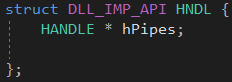 struct DLL_IMP_API HNDL {
HANDLE * hPipes;
};